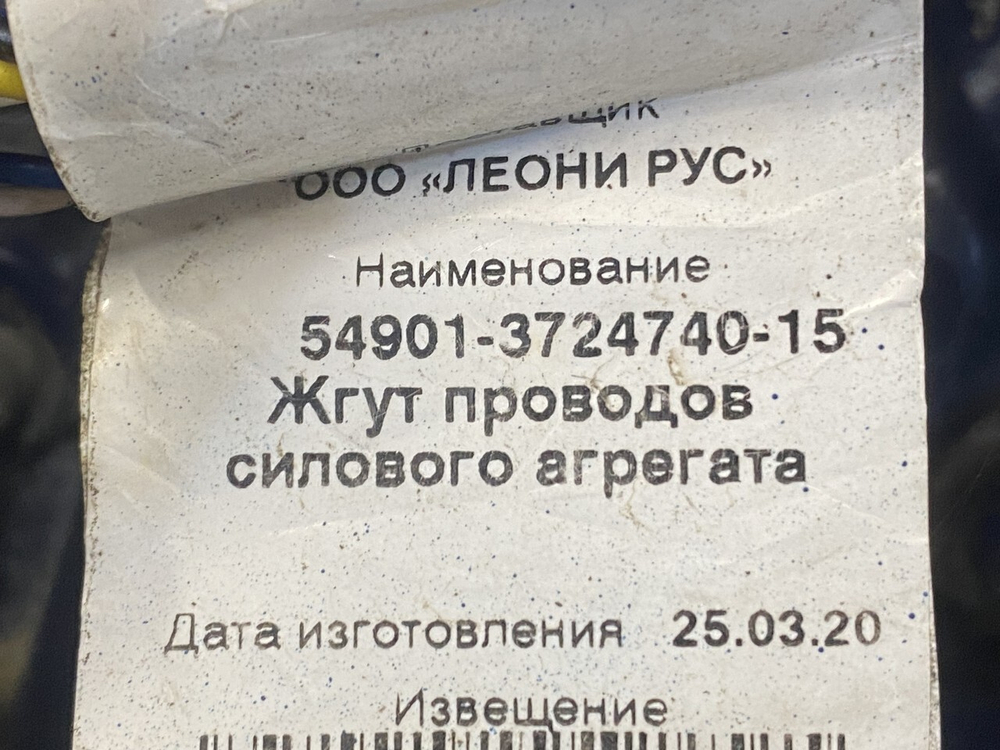 ООО «ЛЕОНИ РУС»
Наименование
54901-3724740-15
Жгут проводов
силового агрегата
Дата изготовления 25.03.20
Извещение